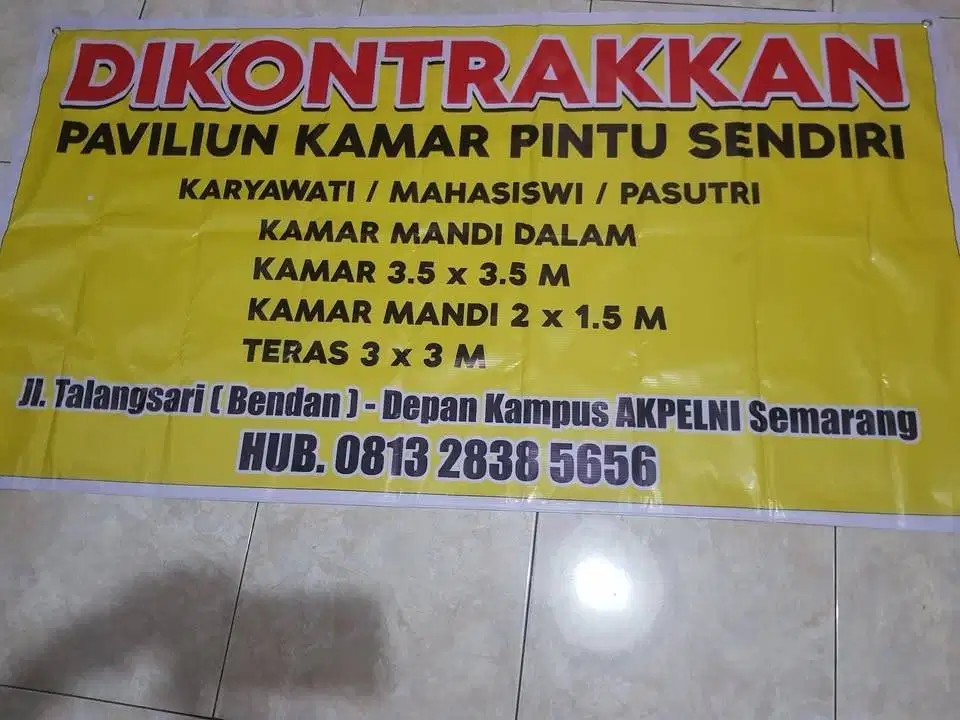 DIKONTRAKKAN
PAVILIUN KAMAR PINTU SENDIRI
KARYAWATI / MAHASISWI / PASUTRI
KAMAR MANDI DALAM
KAMAR 3.5 x 3.5 M
KAMAR MANDI 2 x 1.5 M
TERAS 3 x 3 M
Jl. Talangsari ( Bendan ) - Depan Kampus AKPELNI Semarang
HUB. 0813 2838 5656